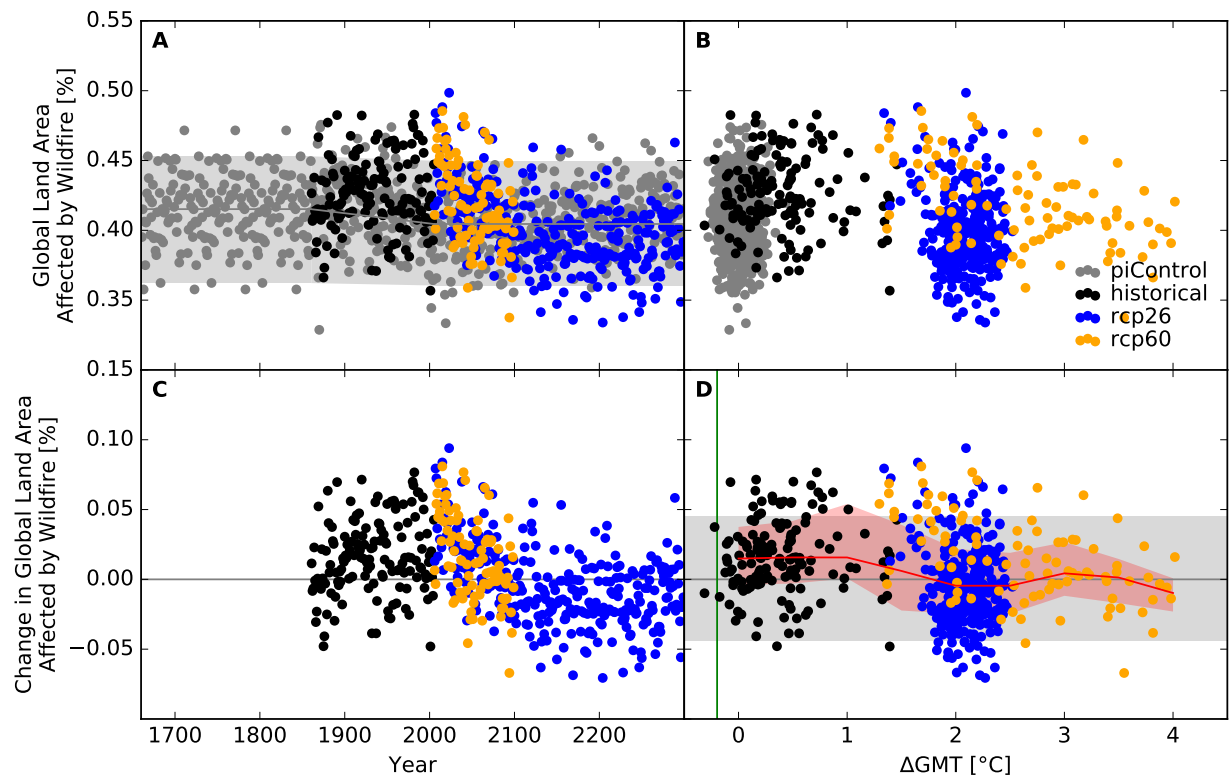 A
B
Global Land Area
Affected by Wildfire [%]
0.55
0.50
0.45
0.40
0.35
0.15
piControl
historical
rcp26
rcp60
C
D
Change in Global Land Area
Affected by Wildfire [%]
0.10
0.05
0.00
−0.05
1700 1800 1900 2000 2100 2200
0 1 2 3 4
Year
ΔGMT [°C]